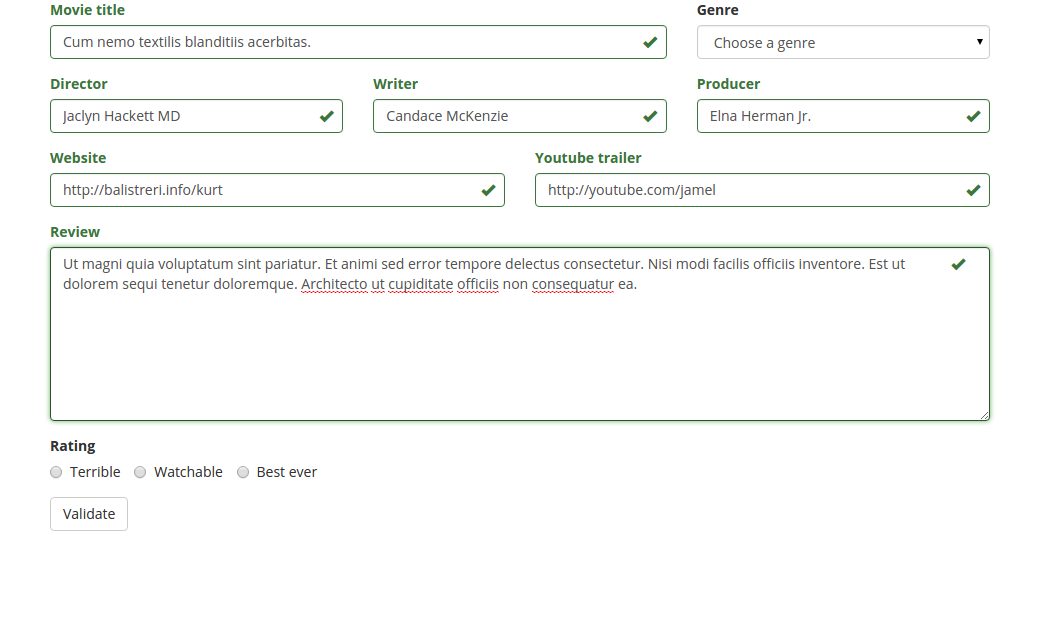 Movie title Genre
Cum nemo textilis blanditiis acerbitas. Choose a genre
Director Writer Producer
Jaclyn Hackett MD Candace McKenzie Elna Herman Jr.
Website Youtube trailer
http://balistreri.info/kurt http://youtube.com/jamel
Review
Ut magni quia voluptatum sint pariatur. Et animi sed error tempore delectus consectetur. Nisi modi facilis officiis inventore. Est ut
dolorem sequi tenetur doloremque. Architecto ut cupiditate officiis non consequatur ea.
Rating
Terrible Watchable Best ever
Validate